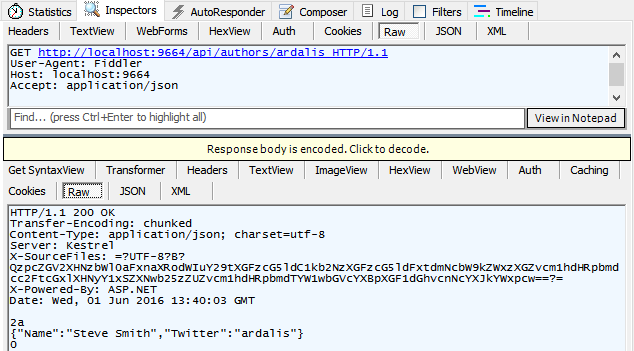 Statistics Inspectors AutoResponder Composer Log Filters Timeline
Headers TextView WebForms HexView Auth Cookies Raw JSON XML
GET http://localhost:9664/api/authors/ardalis HTTP/1.1
User-Agent: Fiddler
Host: localhost:9664
Accept: application/json
Find... (press Ctrl+Enter to highlight all) View in Notepad
Response body is encoded. Click to decode.
Get SyntaxView Transformer Headers TextView ImageView HexView WebView Auth Caching
Cookies Raw JSON XML
HTTP/1.1 200 OK
Transfer-Encoding: chunked
Content-Type: application/json; charset=utf-8
Server: Kestrel
X-SourceFiles: =?UTF-8?B?
QzpcZGV2XHNzbWl0aFxnaXRodWIuY29tXGFzcG5ldC1kb2NzXGFzcG5ldFxtdmNcbW9kZWxzXGZvcm1hdHRpbmd
cc2FtcGxlXHNyY1xSZXNwb25zZUZvcm1hdHRpbmdTYW1wbGVcYXBpXGF1dGhvcnNcYXJkYWxpcw==?=
X-Powered-By: ASP.NET
Date: Wed, 01 Jun 2016 13:40:03 GMT
2a
{"Name":"Steve Smith","Twitter":"ardalis"}
0